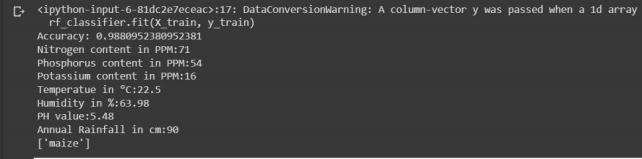 <ipython-input-6-81dc2e7eceac>:17: DataConversionWarning: A column-vector y was passed when a 1d array
rf_classifier.fit(X_train, y_train)
Accuracy: 0.9880952380952381
Nitrogen content in PPM:71
Phosphorus content in PPM:54
Potassium content in PPM:16
Temperatue in °C:22.5
Humidity in %:63.98
PH value:5.48
Annual Rainfall in cm:90
['maize']